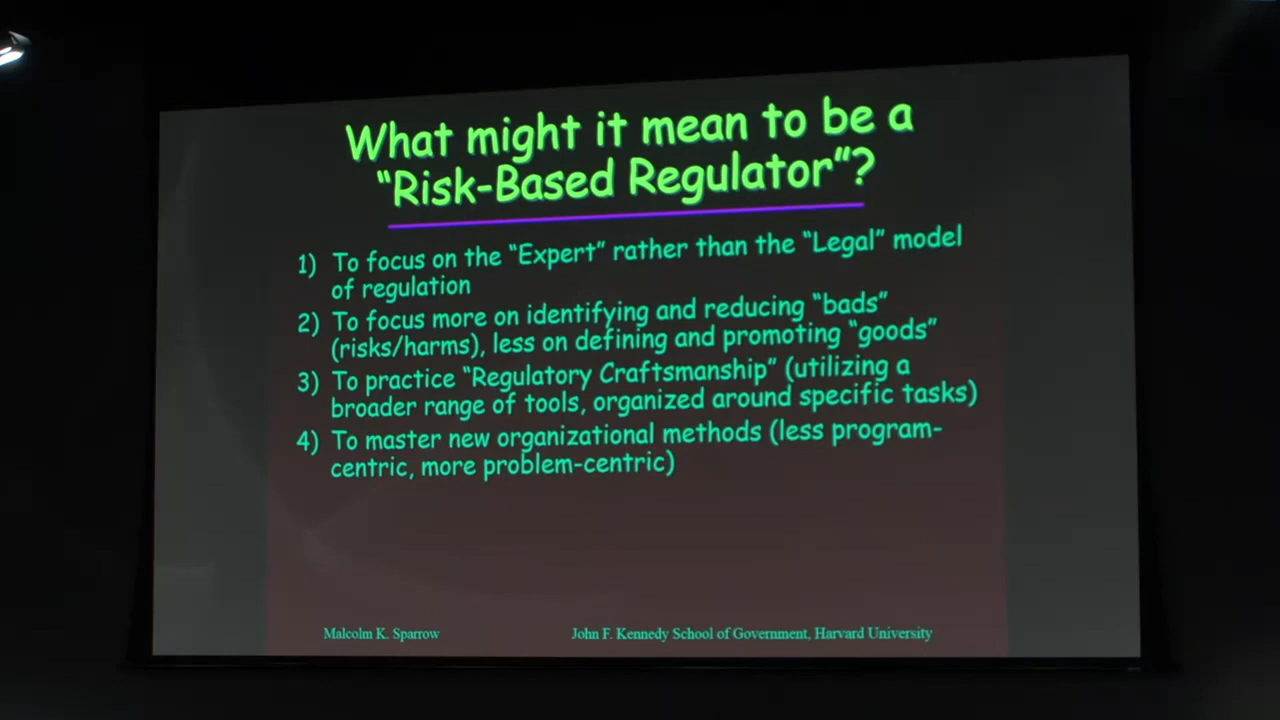 What might it mean to be a
“Risk-Based Regulator”?
1) To focus on the “Expert” rather than the “Legal” model
of regulation
2) To focus more on identifying and reducing “bads”
(risks/harms), less on defining and promoting “goods”
3) To practice “Regulatory Craftsmanship” (utilizing a
broader range of tools, organized around specific tasks)
4) To master new organizational methods (less program-
centric, more problem-centric)
Malcolm K. Sparrow
John F. Kennedy School of Government, Harvard University